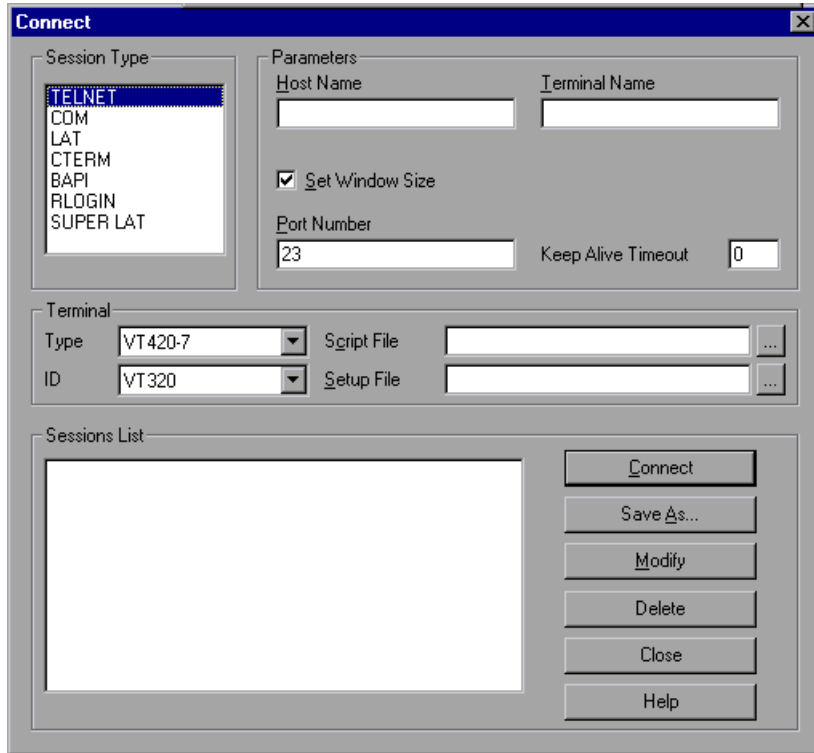 Connect
Session Type
TELNET
COM
LAT
CTERM
BAPI
RLOGIN
SUPER LAT
Parameters
Host Name
Terminal Name
Set Window Size
Port Number
23
Keep Alive Timeout
0
Terminal
Type
VT420-7
Script File
...
ID
VT320
Setup File
...
Sessions List
Connect
Save As...
Modify
Delete
Close
Help